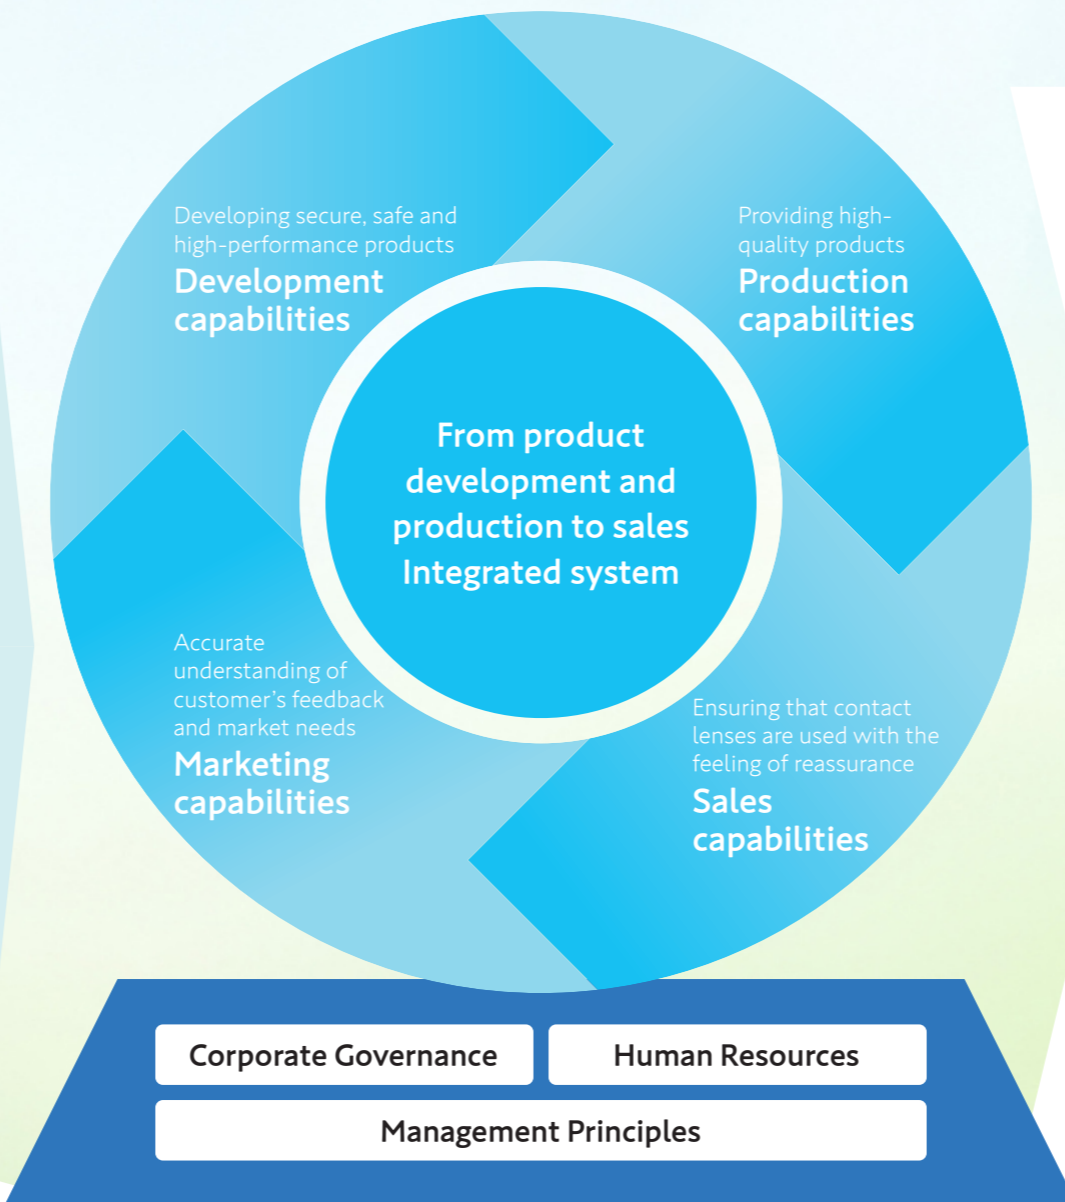 Developing secure, safe and
high-performance products
Development
capabilities
Providing high-
quality products
Production
capabilities
From product
development and
production to sales
Integrated system
Accurate
understanding of
customer’s feedback
and market needs
Marketing
capabilities
Ensuring that contact
lenses are used with the
feeling of reassurance
Sales
capabilities
Corporate Governance
Human Resources
Management Principles